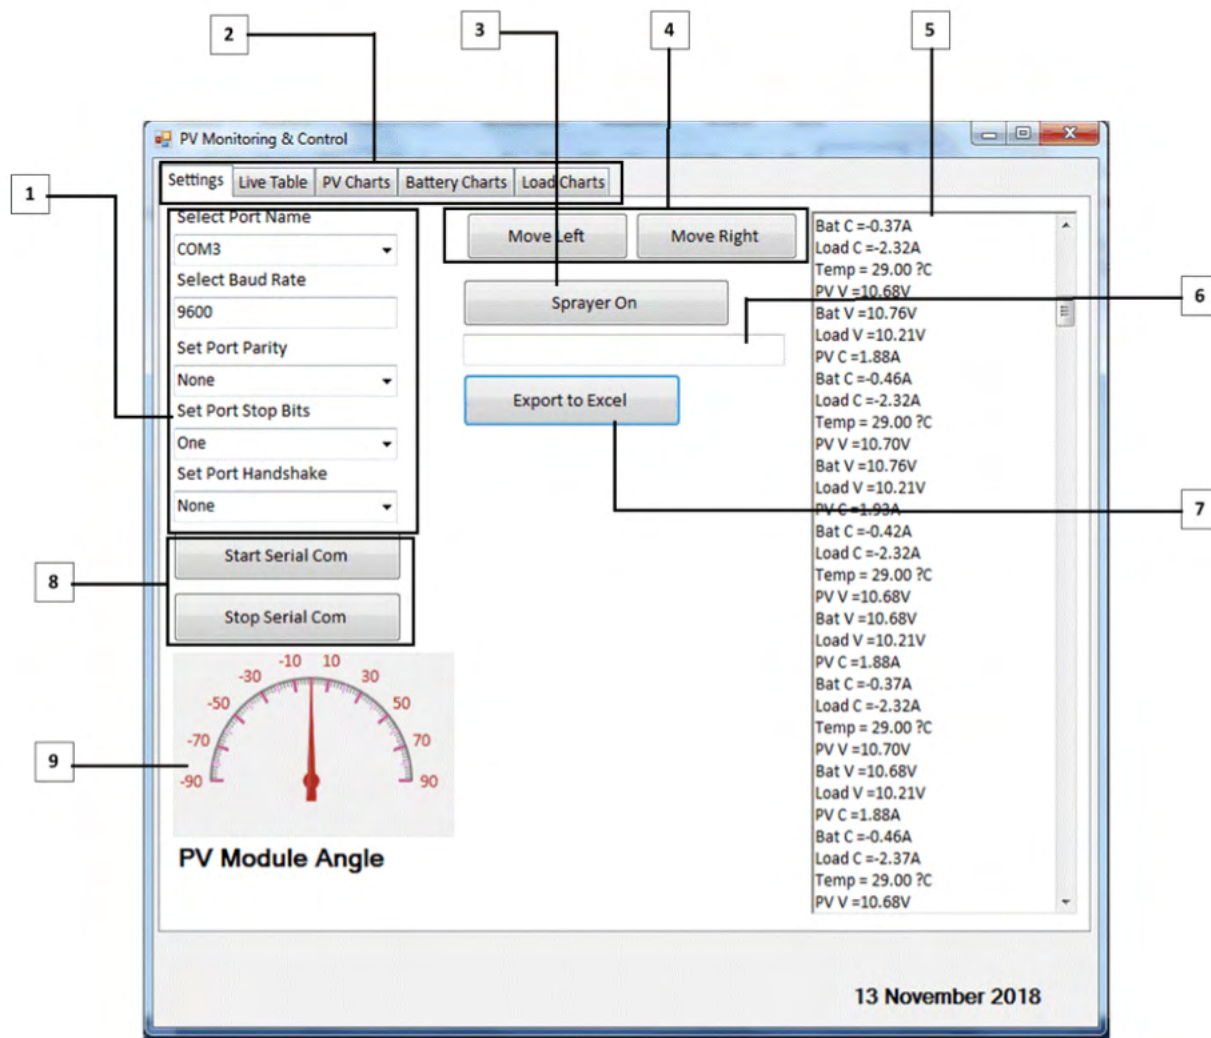 2
3
4
5
PV Monitoring & Control
1
Settings
Live Table
PV Charts
Battery Charts
Load Charts
Select Port Name
COM3
Select Baud Rate
9600
Set Port Parity
None
Set Port Stop Bits
One
Set Port Handshake
None
Move Left
Move Right
Sprayer On
6
Export to Excel
7
8
Start Serial Com
Stop Serial Com
9
-90
-70
-50
-30
-10
10
30
50
70
90
PV Module Angle
Bat C =-0.37A
Load C =-2.32A
Temp = 29.00 ?C
PV V =10.68V
Bat V =10.76V
Load V =10.21V
PV C =1.88A
Bat C =-0.46A
Load C =-2.32A
Temp = 29.00 ?C
PV V =10.70V
Bat V =10.76V
Load V =10.21V
PV C =1.93A
Bat C =-0.42A
Load C =-2.32A
Temp = 29.00 ?C
PV V =10.68V
Bat V =10.68V
Load V =10.21V
PV C =1.88A
Bat C =-0.37A
Load C =-2.32A
Temp = 29.00 ?C
PV V =10.70V
Bat V =10.68V
Load V =10.21V
PV C =1.88A
Bat C =-0.46A
Load C =-2.37A
Temp = 29.00 ?C
PV V =10.68V
13 November 2018